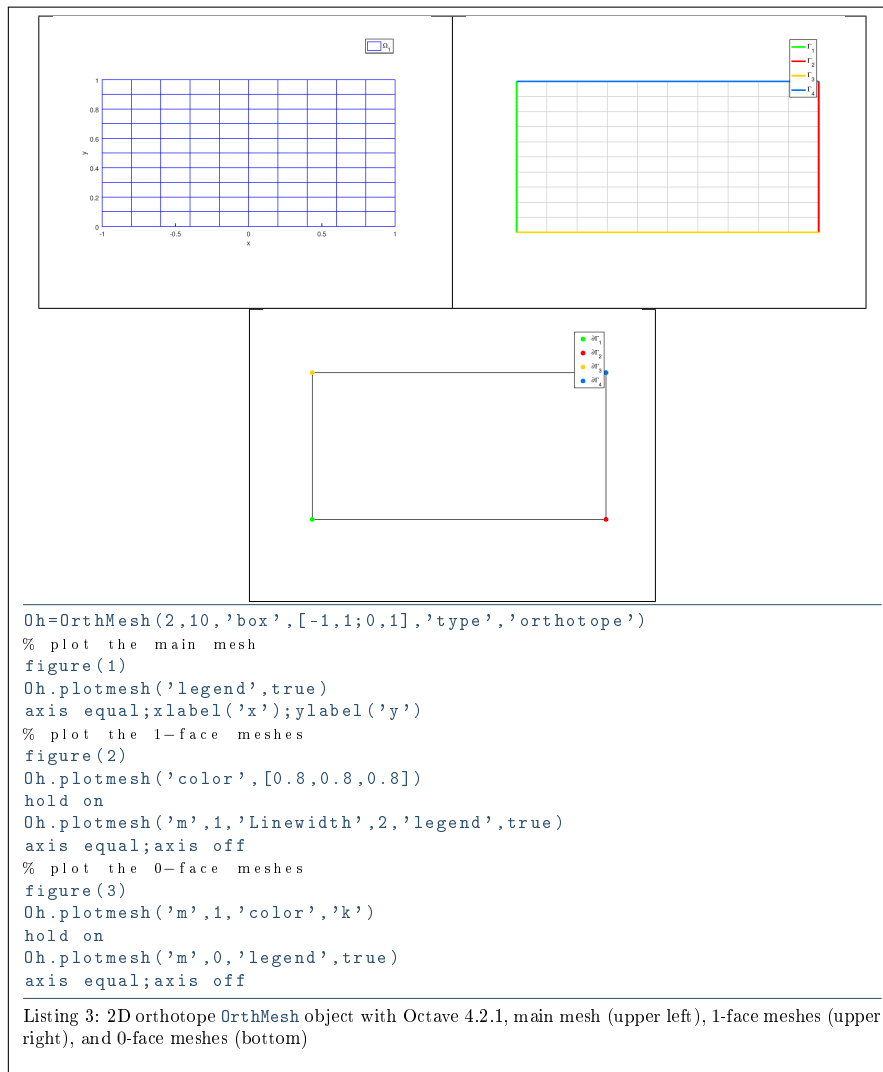 Ω1
1
0.8
0.6
y
0.4
0.2
0
-1
-0.5
0
0.5
1
x
Γ1
Γ2
Γ3
Γ4
∂Γ1
∂Γ2
∂Γ3
∂Γ4
Oh=OrthMesh(2,10,'box',[-1,1;0,1],'type','orthotope')
% plot the main mesh
figure(1)
Oh.plotmesh('legend',true)
axis equal;xlabel('x');ylabel('y')
% plot the 1−face meshes
figure(2)
Oh.plotmesh('color',[0.8,0.8,0.8])
hold on
Oh.plotmesh('m',1,'Linewidth',2,'legend',true)
axis equal;axis off
% plot the 0−face meshes
figure(3)
Oh.plotmesh('m',1,'color','k')
hold on
Oh.plotmesh('m',0,'legend',true)
axis equal;axis off
Listing 3: 2D orthotope OrthMesh object with Octave 4.2.1, main mesh (upper left), 1-face meshes (upper
right), and 0-face meshes (bottom)